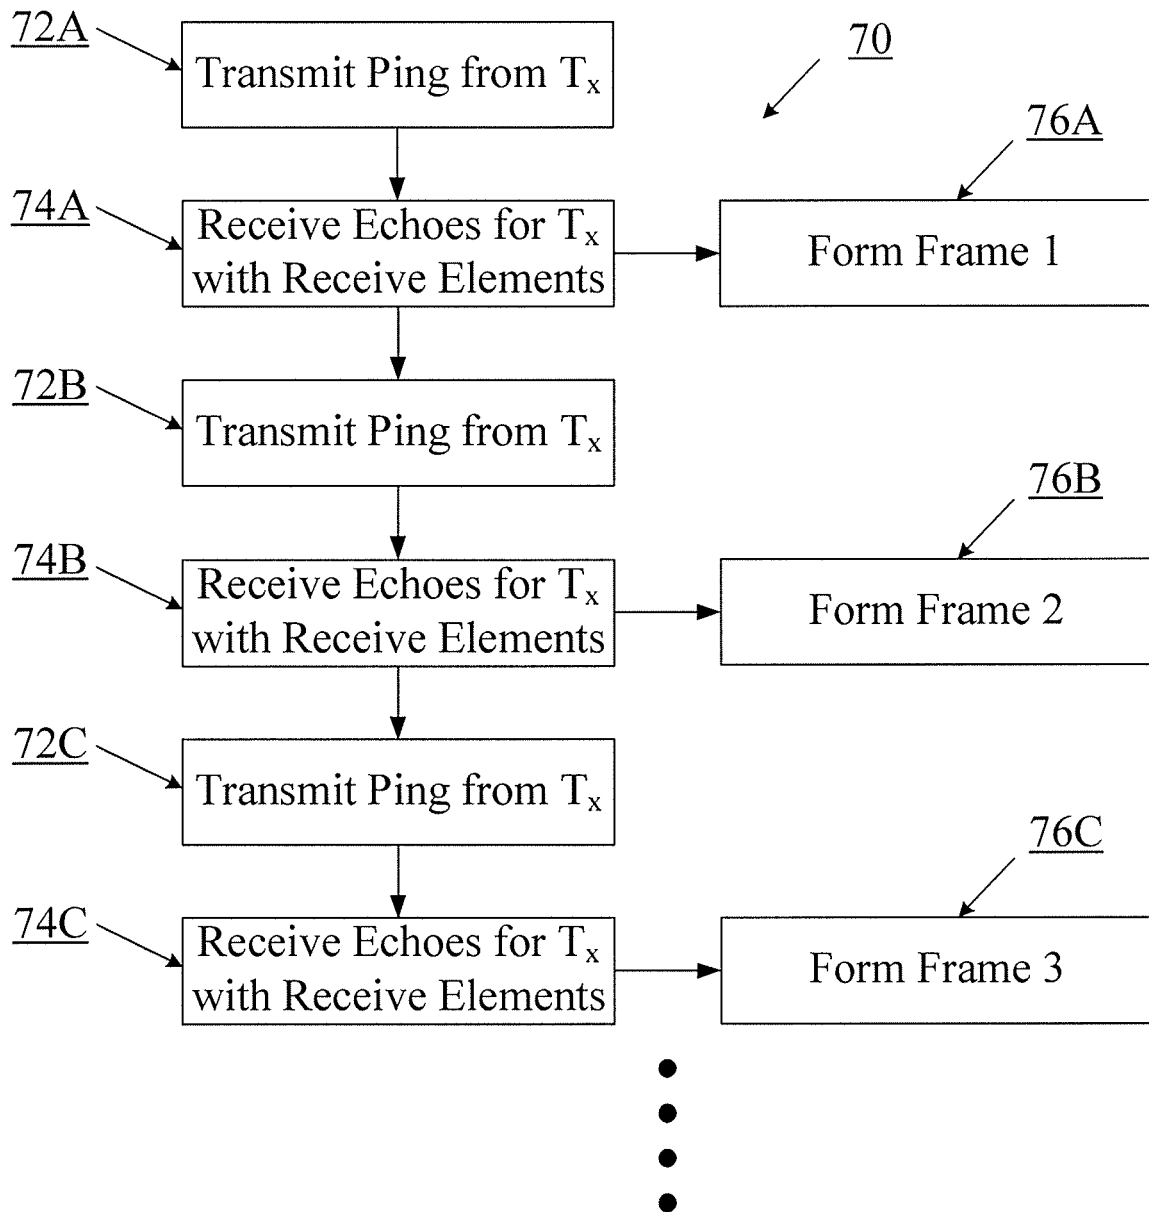 72A
Transmit Ping from Tx
70
76A
74A
Receive Echoes for Tx
with Receive Elements
Form Frame 1
72B
Transmit Ping from Tx
76B
74B
Receive Echoes for Tx
with Receive Elements
Form Frame 2
72C
Transmit Ping from Tx
76C
74C
Receive Echoes for Tx
with Receive Elements
Form Frame 3